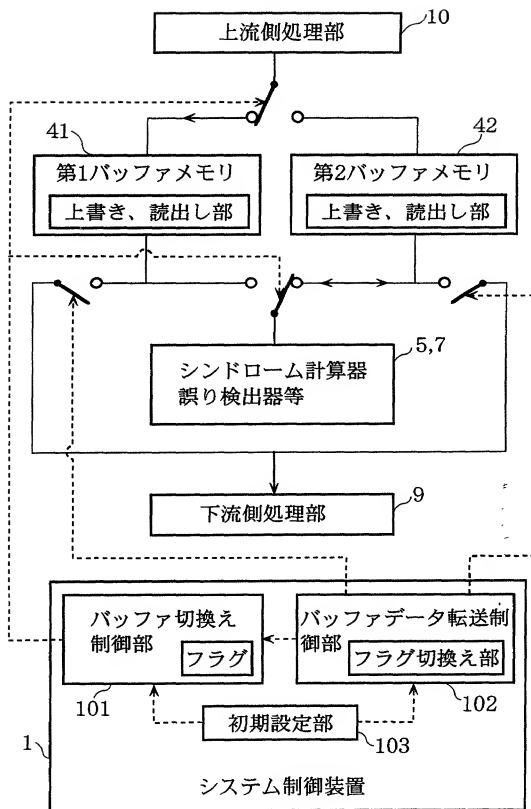 上流側処理部
10
41
42
第1バッファメモリ
上書き、読出し部
第2バッファメモリ
上書き、読出し部
5,7
シンドローム計算器
誤り検出器等
9
下流側処理部
バッファ切換え
制御部
フラグ
101
バッファデータ転送制
御部
フラグ切換え部
102
初期設定部
103
1
システム制御装置